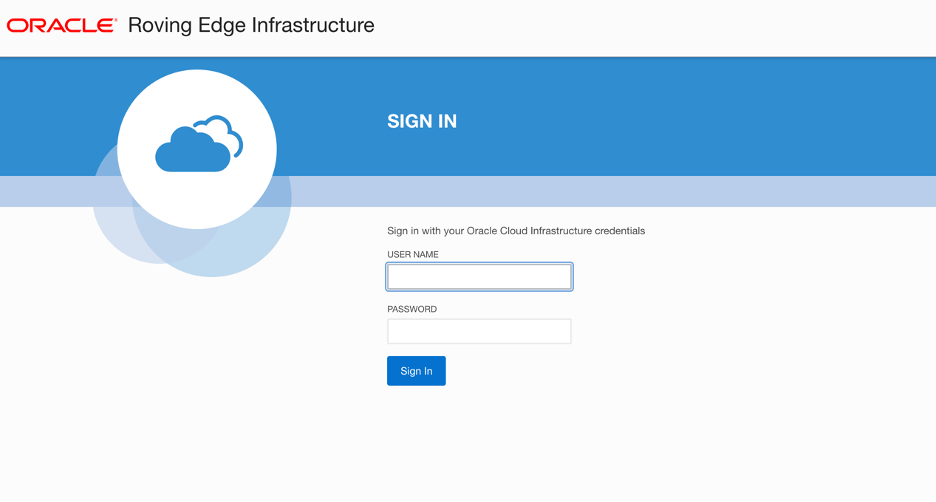 ORACLE® Roving Edge Infrastructure
SIGN IN
Sign in with your Oracle Cloud Infrastructure credentials
USER NAME
PASSWORD
Sign In